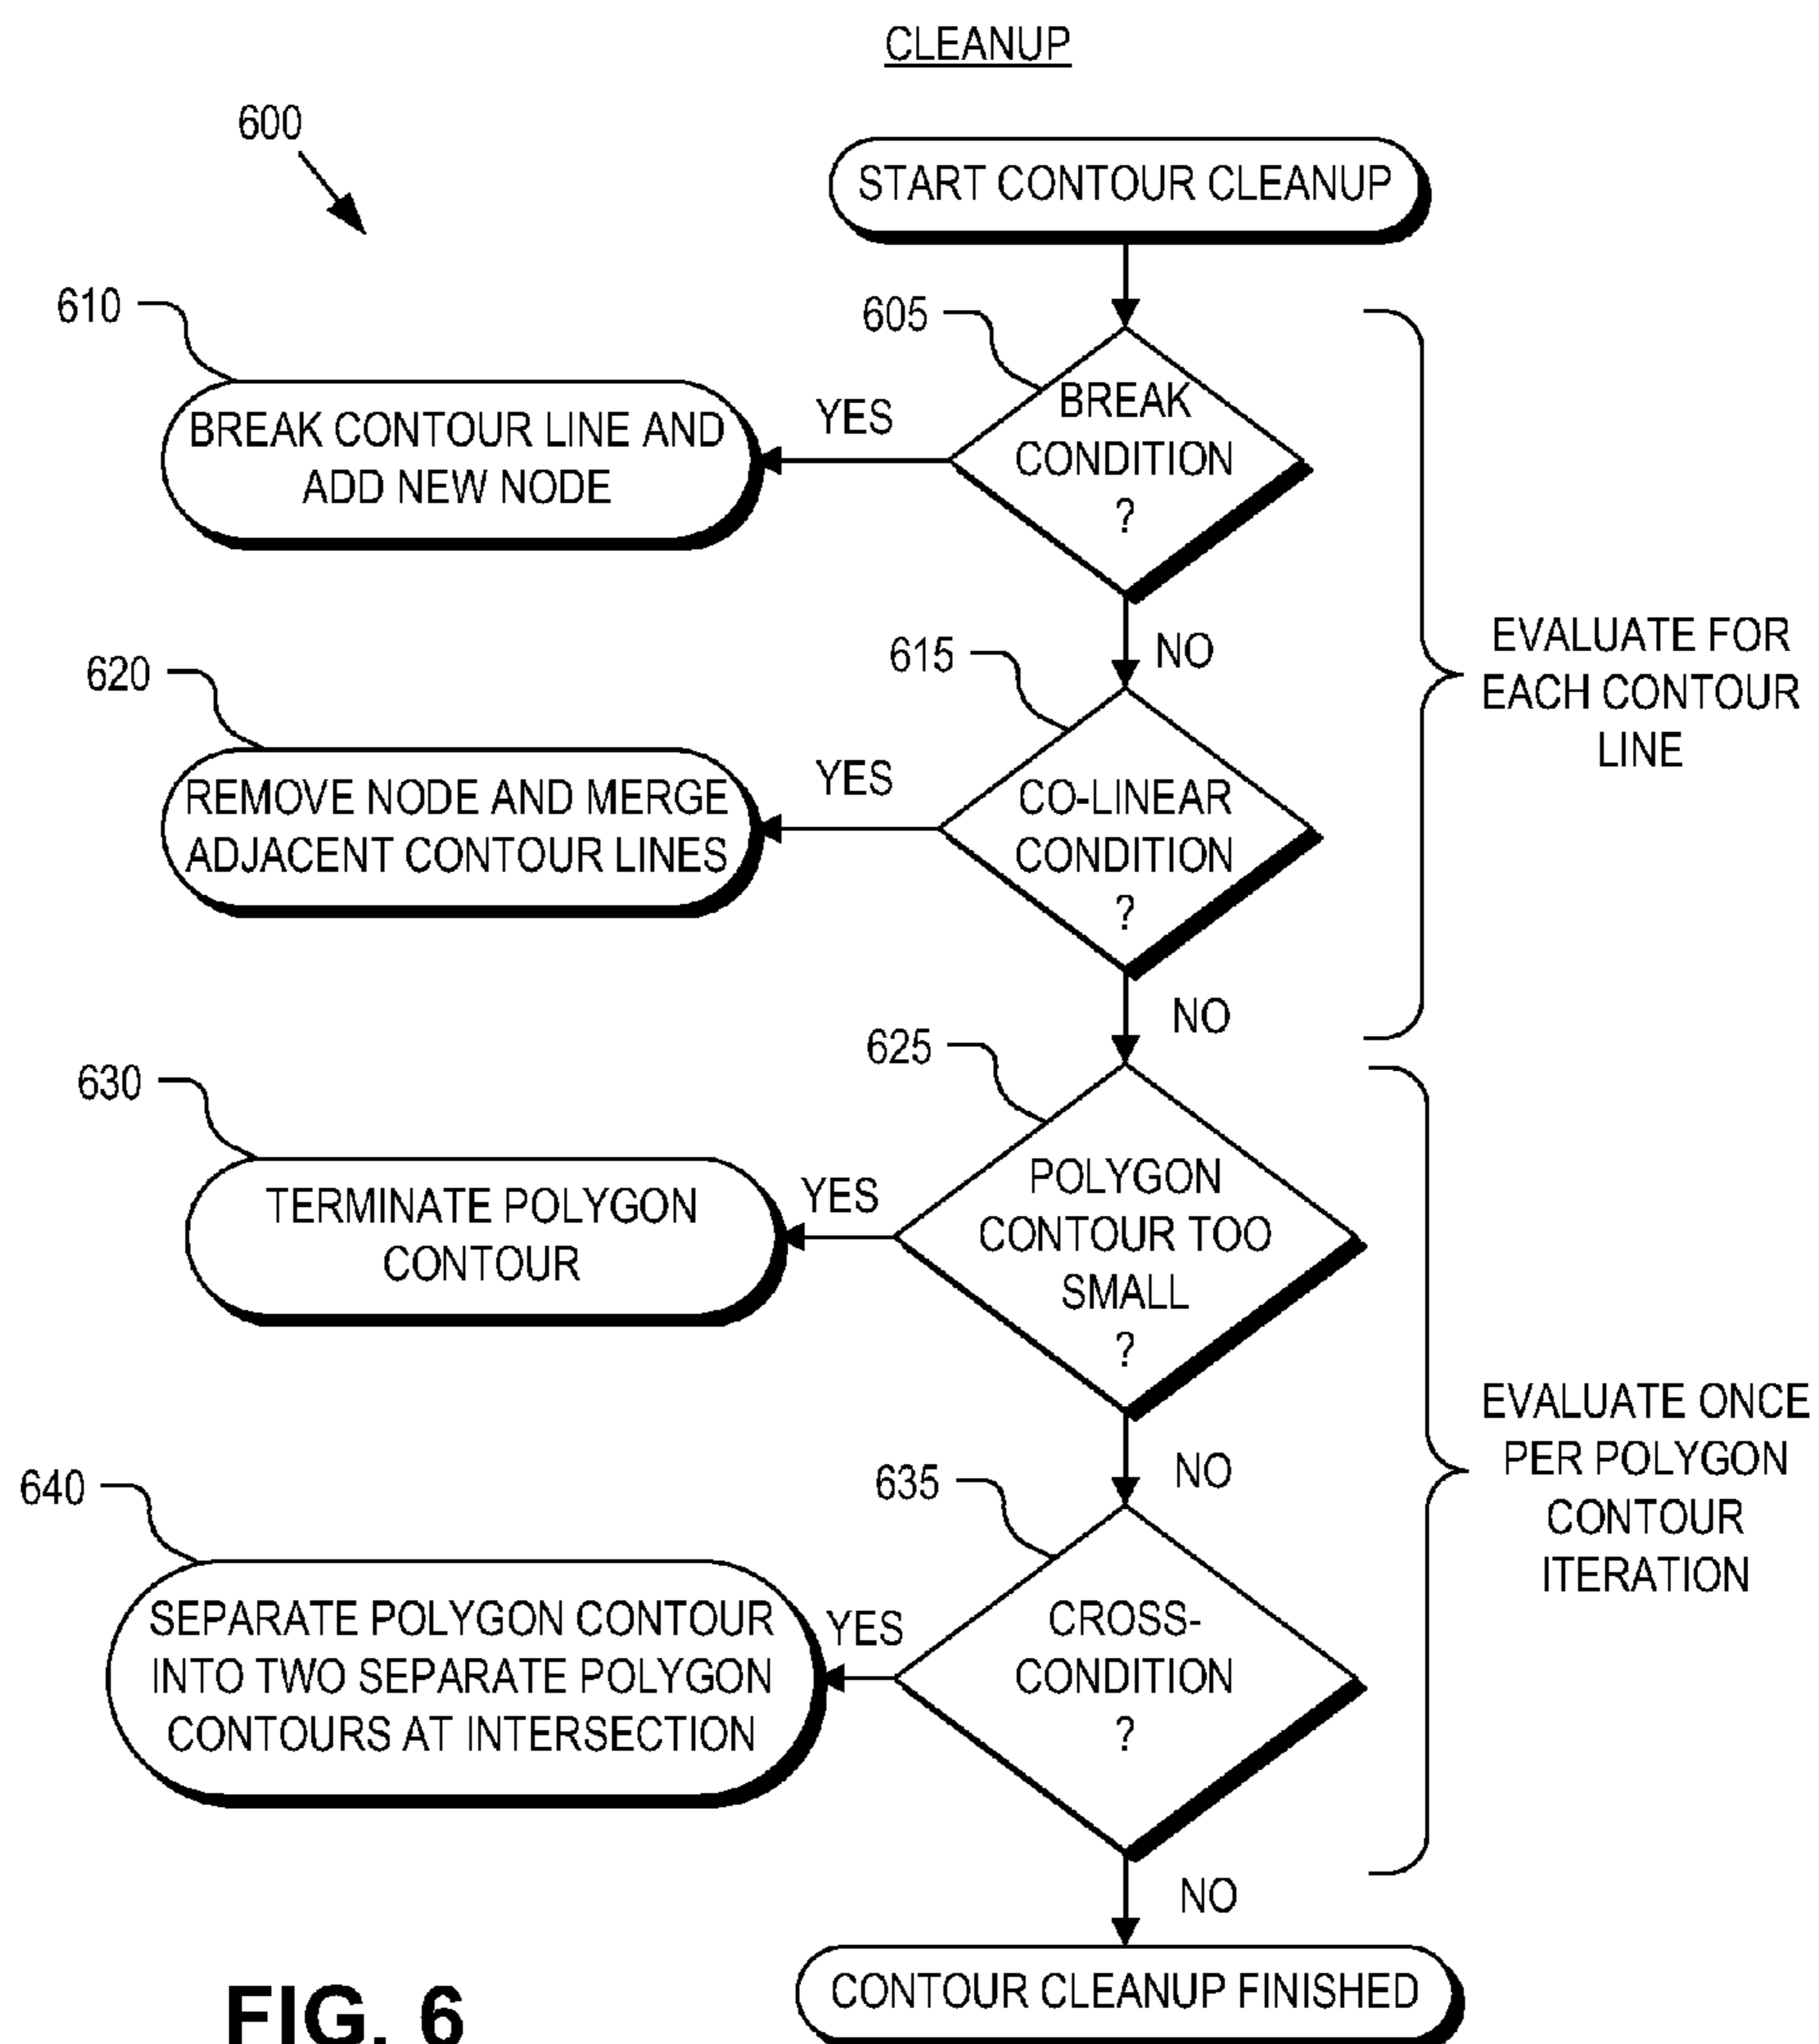 CLEANUP
600
START CONTOUR CLEANUP
610
605
BREAK CONTOUR LINE AND
ADD NEW NODE
YES
BREAK
CONDITION
?
NO
EVALUATE FOR
EACH CONTOUR
LINE
620
615
REMOVE NODE AND MERGE
ADJACENT CONTOUR LINES
YES
CO-LINEAR
CONDITION
?
NO
630
625
TERMINATE POLYGON
CONTOUR
YES
POLYGON
CONTOUR TOO
SMALL
?
NO
EVALUATE ONCE
PER POLYGON
CONTOUR
ITERATION
640
635
SEPARATE POLYGON CONTOUR
INTO TWO SEPARATE POLYGON
CONTOURS AT INTERSECTION
YES
CROSS-
CONDITION
?
NO
CONTOUR CLEANUP FINISHED
FIG. 6